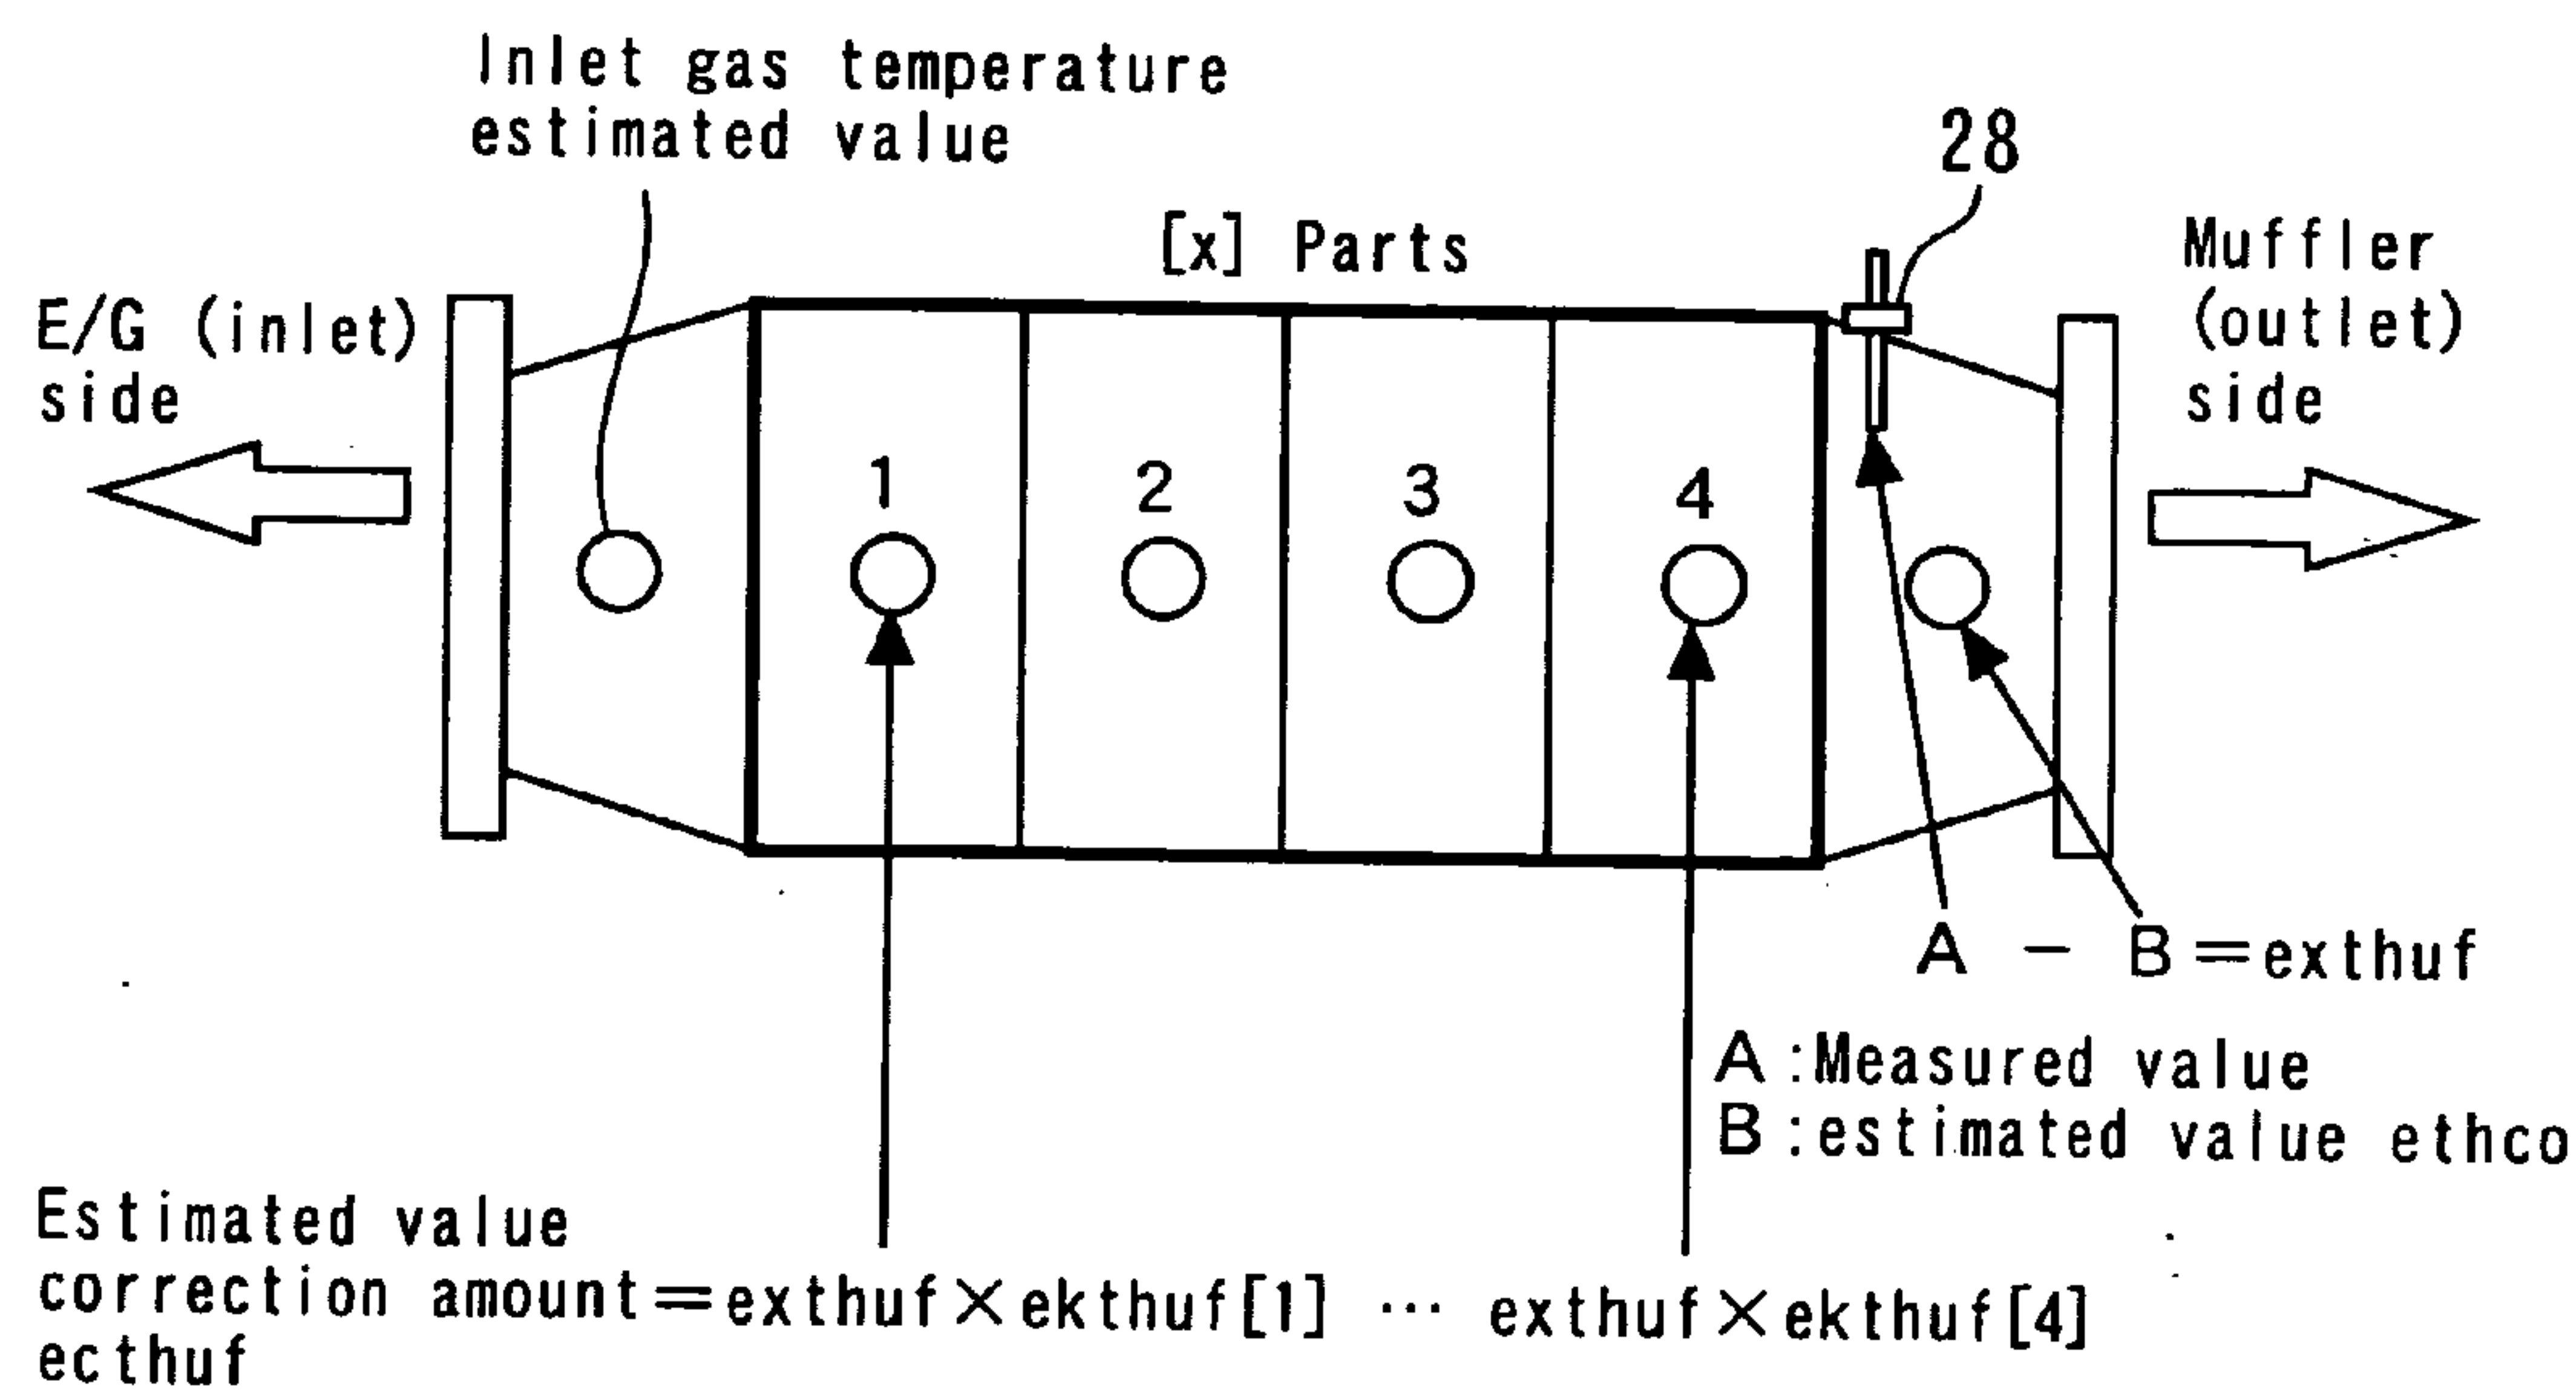 Inlet gas temperature
estimated value
28
[x] Parts
E/G (inlet)
side
Muffler
(outlet)
side
1
2
3
4
A − B=exthuf
A:Measured value
B:estimated value ethco
Estimated value
correction amount=exthuf×ekthuf[1] ··· exthuf×ekthuf[4]
ecthuf